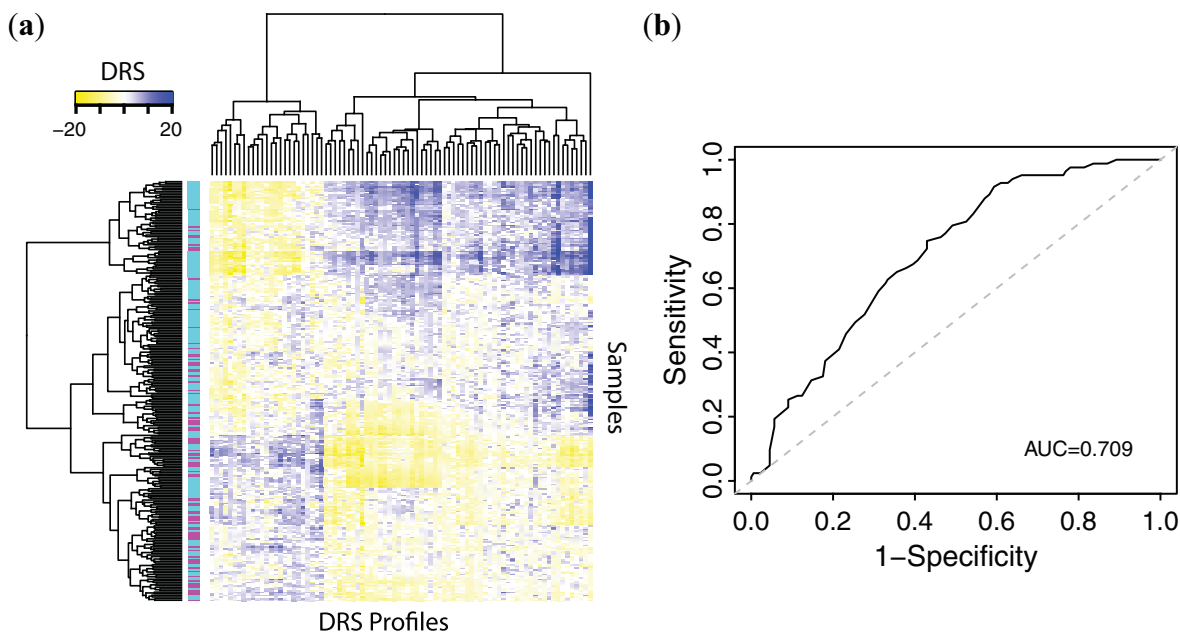 (a)
DRS
−20 20
Samples
DRS Profiles
(b)
Sensitivity
1.0
0.8
0.6
0.4
0.2
0.0
AUC=0.709
0.0 0.2 0.4 0.6 0.8 1.0
1−Specificity